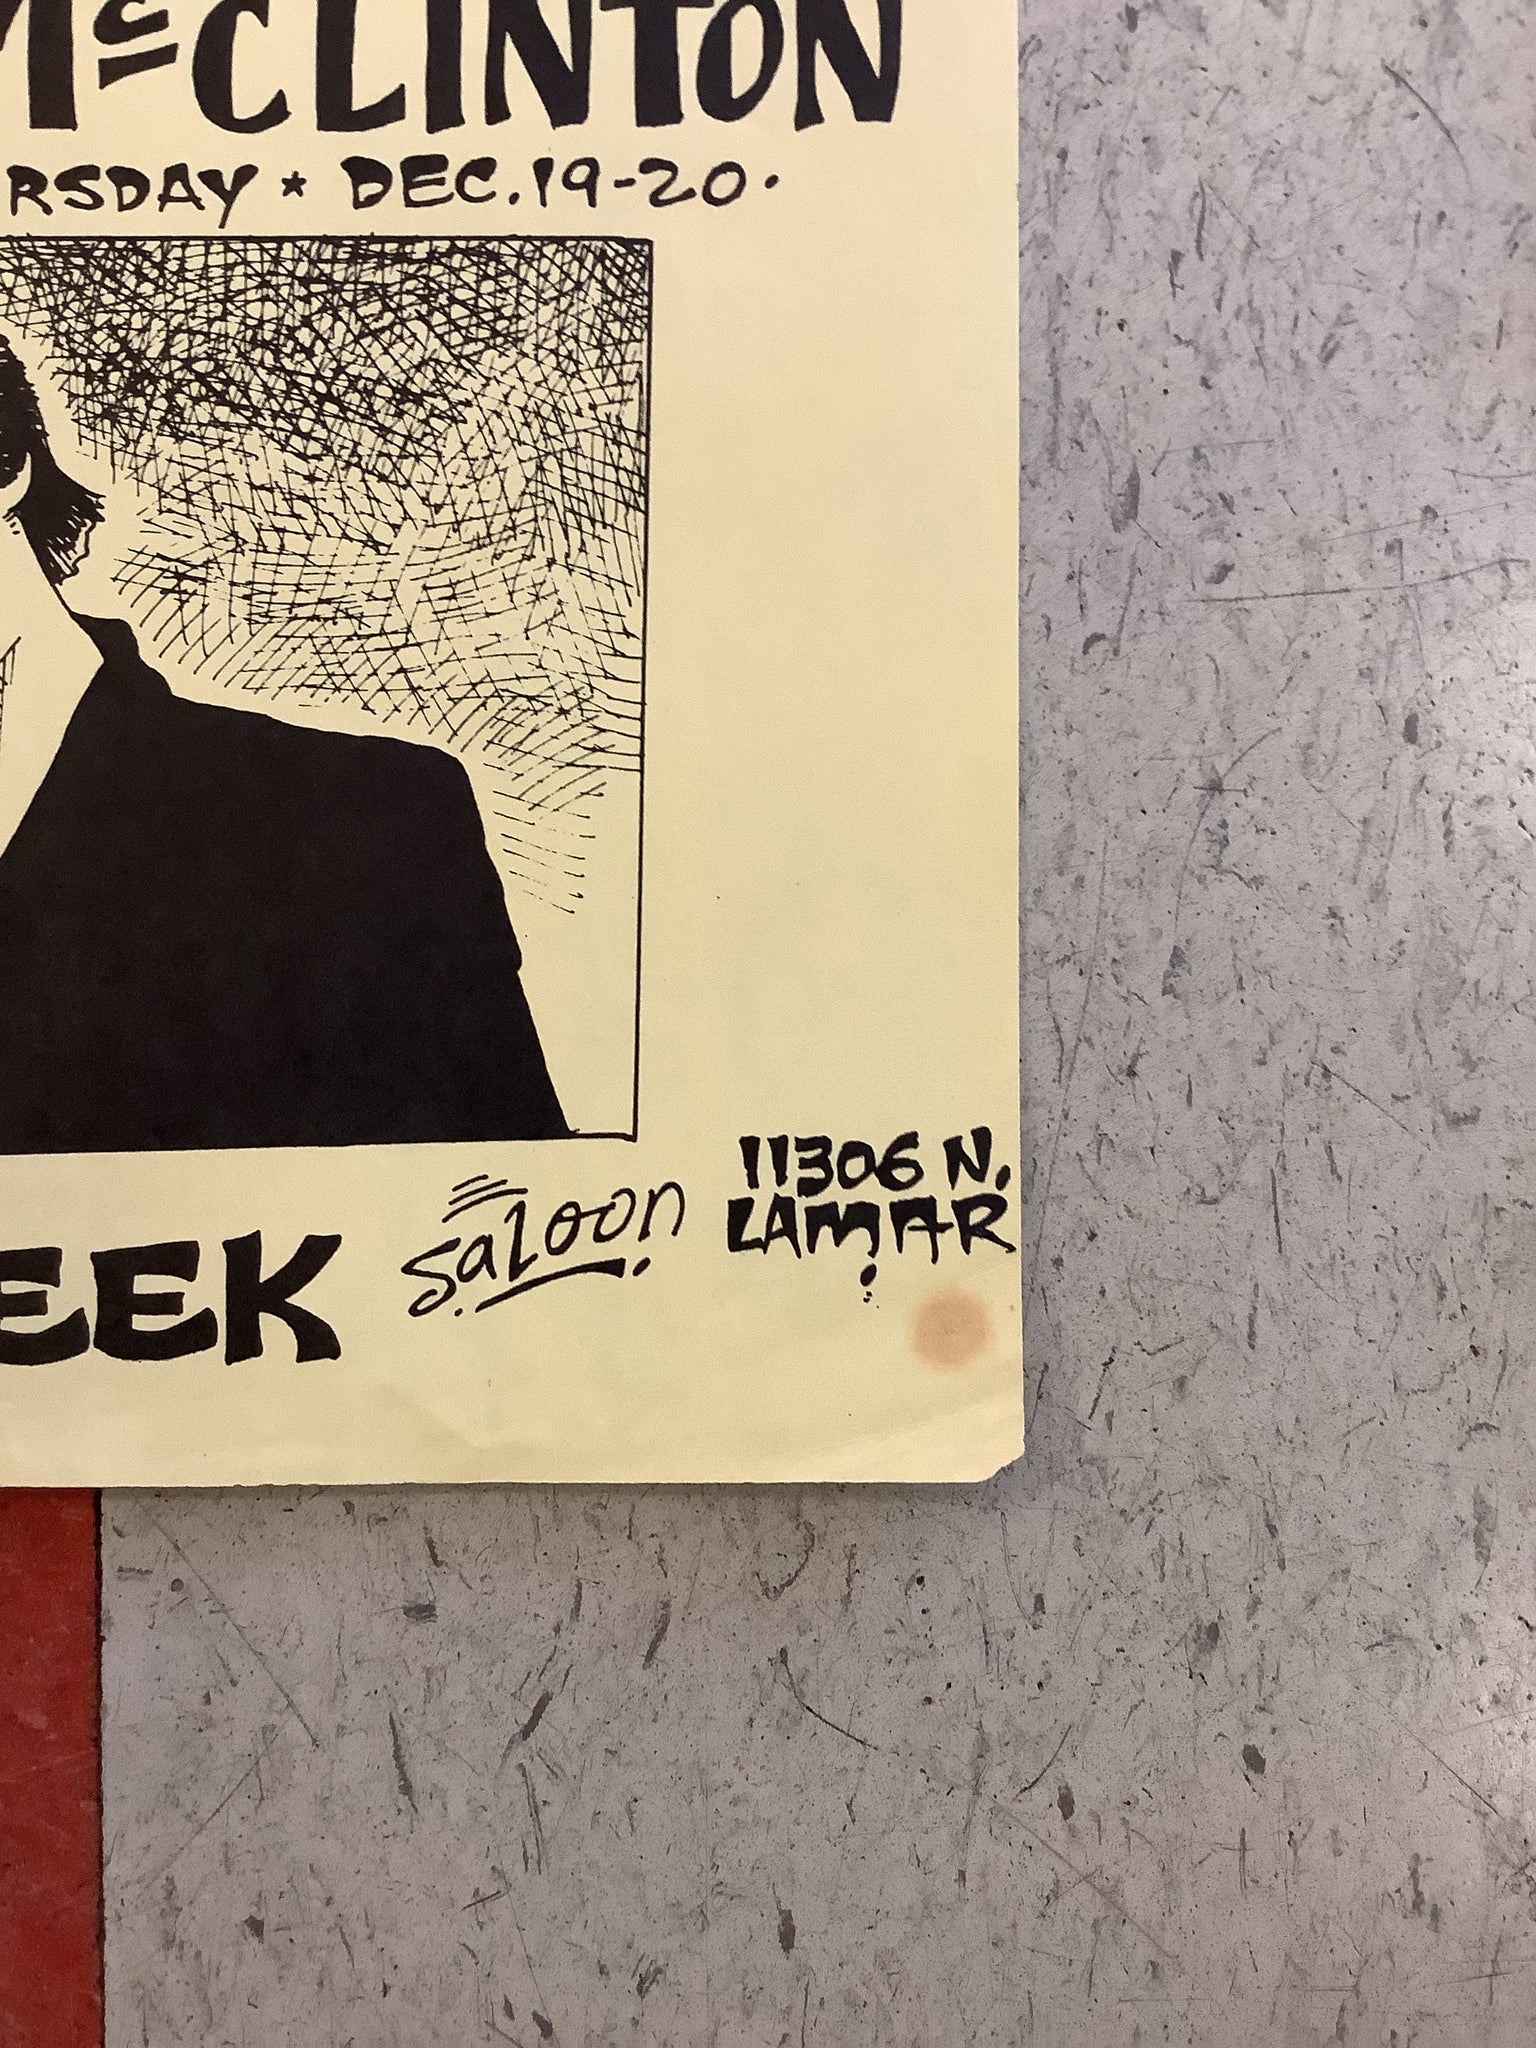 McCLINTON
RSDAY ★ DEC. 19-20.
EEK Saloon. 11306 N.
LAMAR